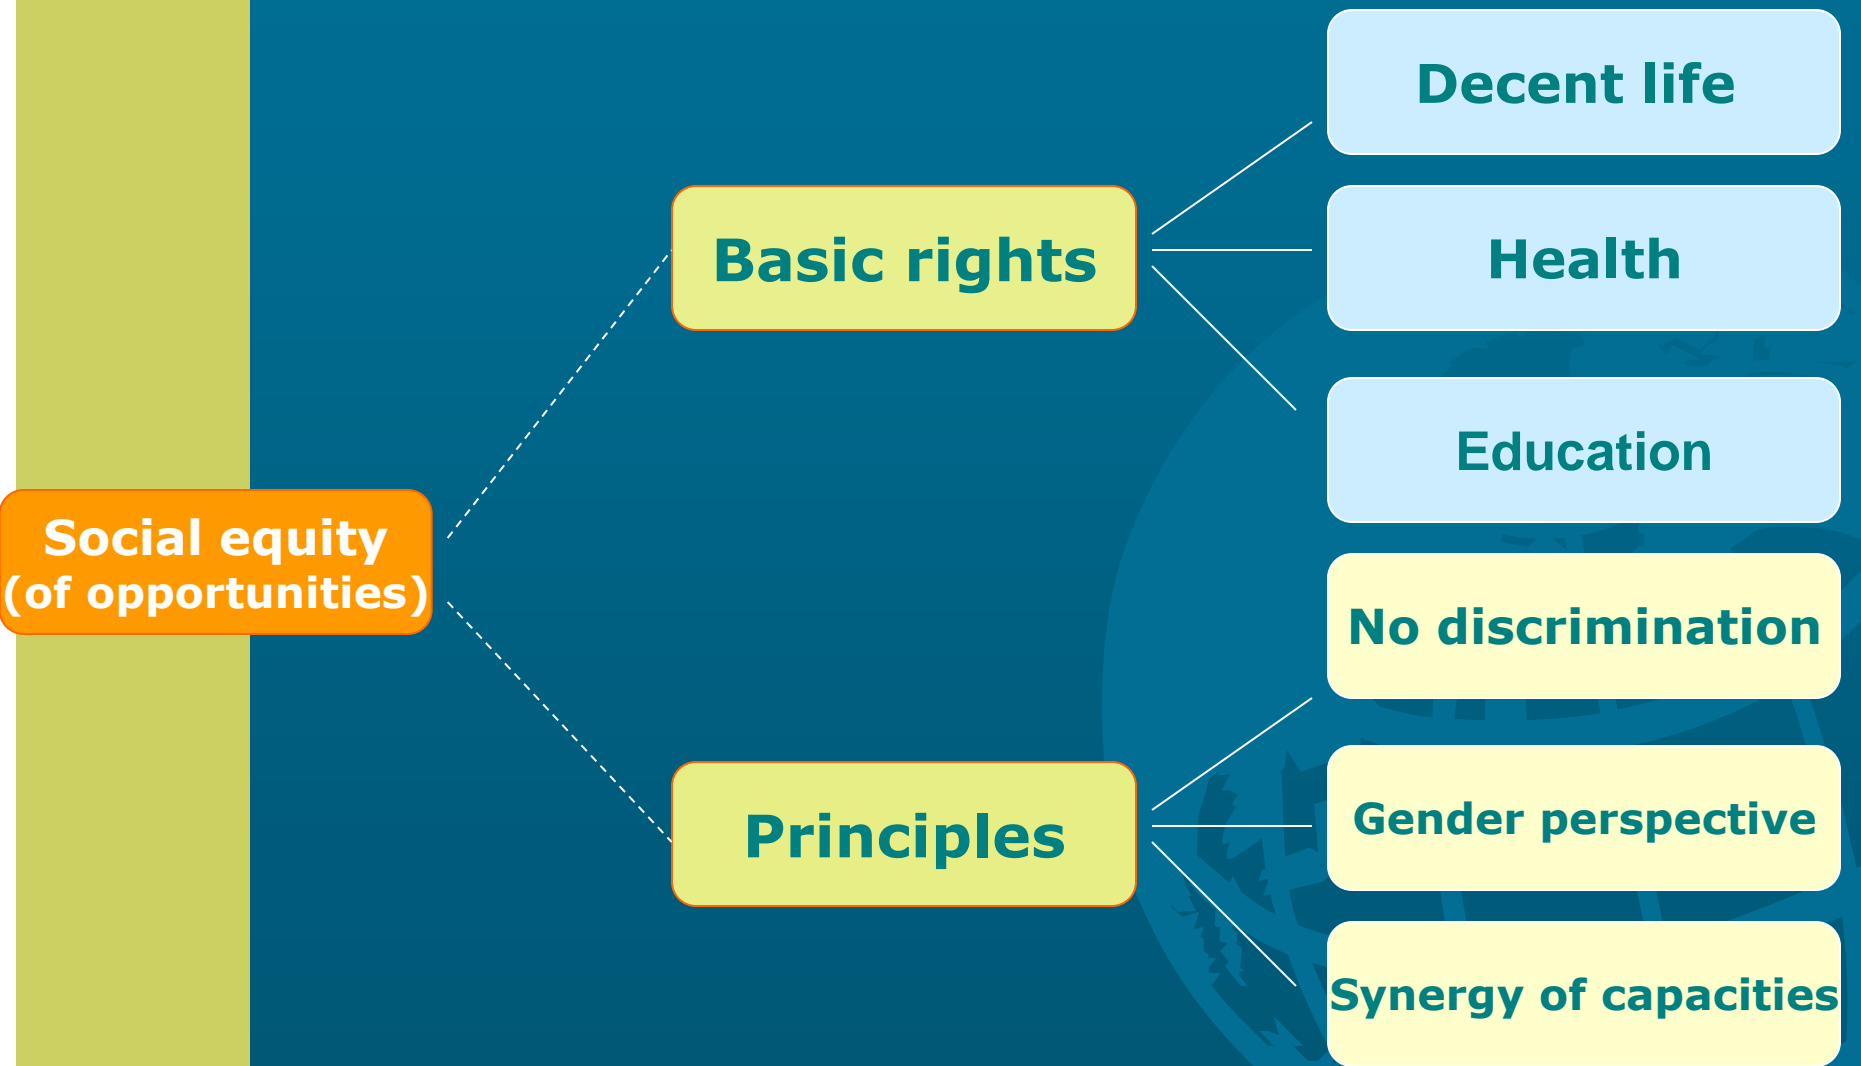 Social equity
(of opportunities)
Basic rights
Decent life
Health
Education
Principles
No discrimination
Gender perspective
Synergy of capacities